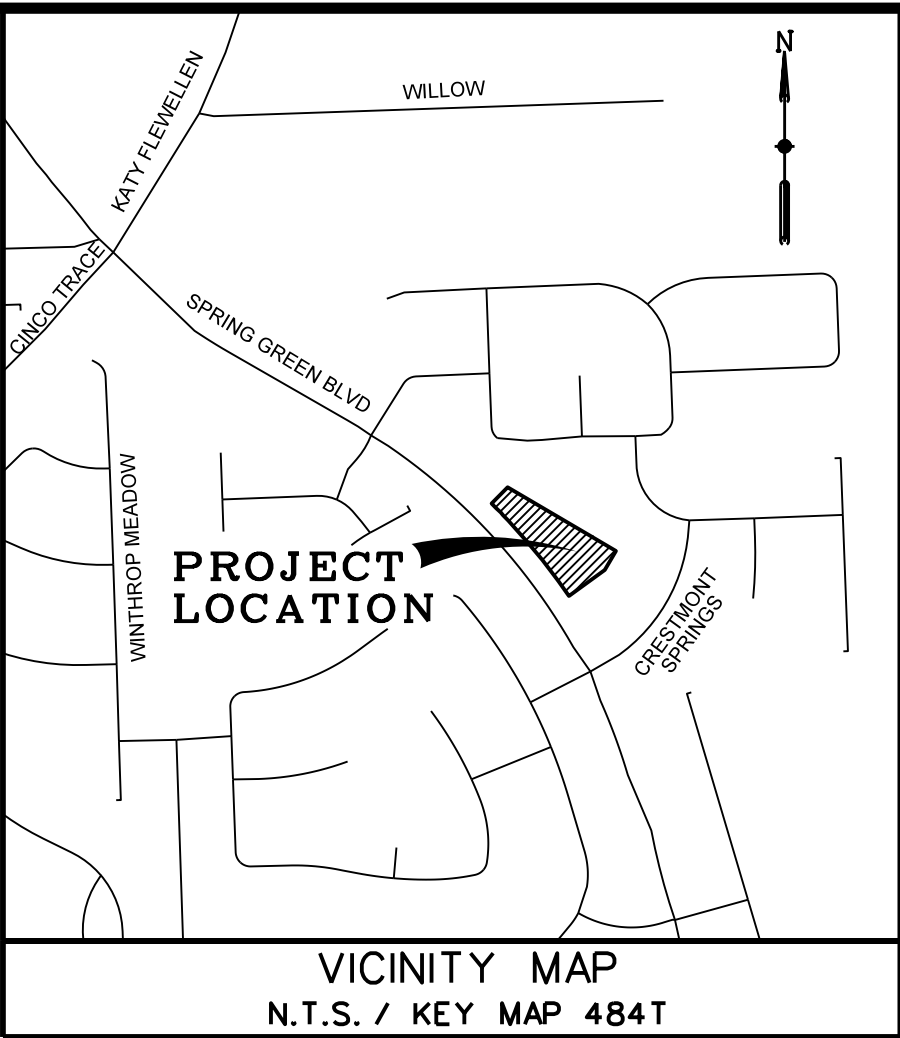 N
WILLOW
KATY FLEWELLEN
CINCO TRACE
SPRING GREEN BLVD
WINTHROP MEADOW
PROJECT
LOCATION
CRESTMONT
SPRINGS
VICINITY MAP
N.T.S. / KEY MAP 484T